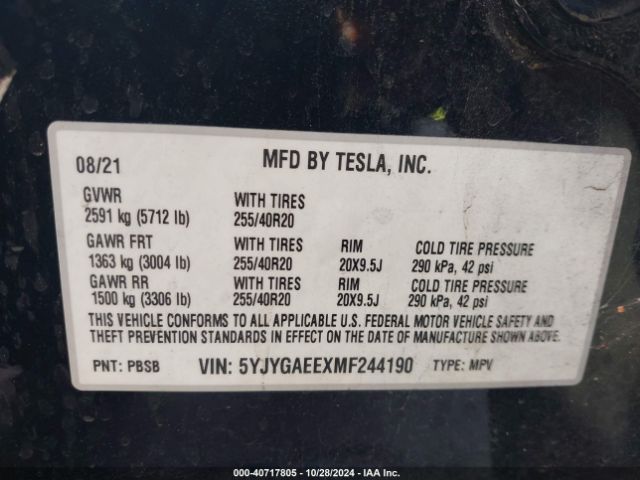 08/21 MFD BY TESLA, INC.
GVWR WITH TIRES
2591 kg (5712 lb) 255/40R20
GAWR FRT WITH TIRES RIM COLD TIRE PRESSURE
1363 kg (3004 lb) 255/40R20 20X9.5J 290 kPa, 42 psi
GAWR RR WITH TIRES RIM COLD TIRE PRESSURE
1500 kg (3306 lb) 255/40R20 20X9.5J 290 kPa, 42 psi
THIS VEHICLE CONFORMS TO ALL APPLICABLE U.S. FEDERAL MOTOR VEHICLE SAFETY AND
THEFT PREVENTION STANDARDS IN EFFECT ON THE DATE OF MANUFACTURE SHOWN ABOVE.
PNT: PBSB VIN: 5YJYGAEEXMF244190 TYPE: MPV
000-40717805 - 10/28/2024 - IAA Inc.